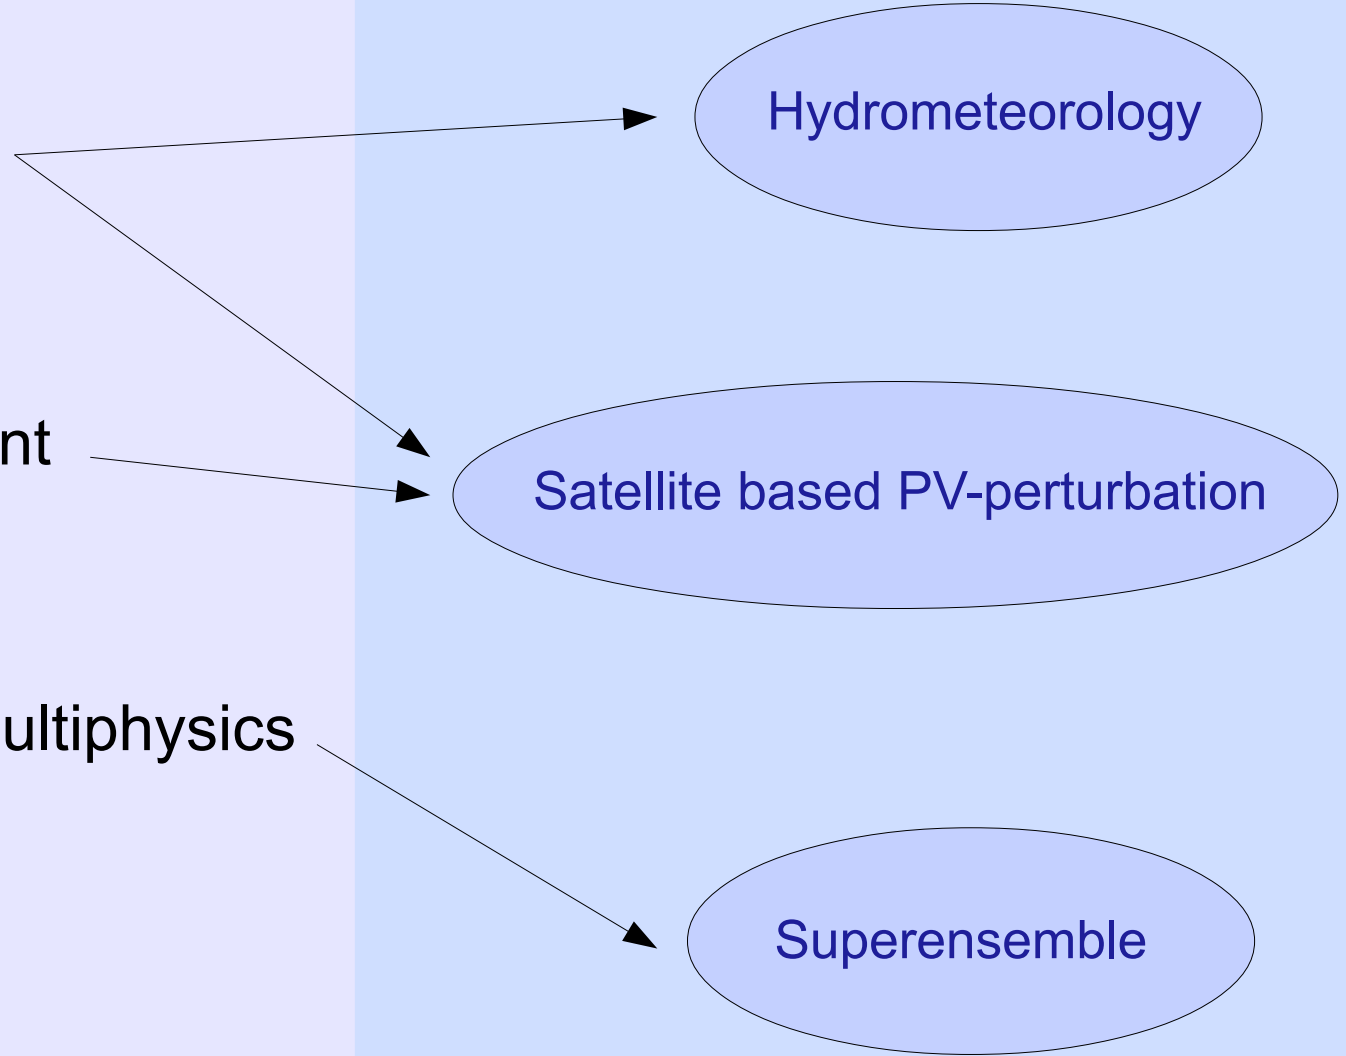 Hydrometeorology
nt
Satellite based PV-perturbation
ultiphysics
Superensemble